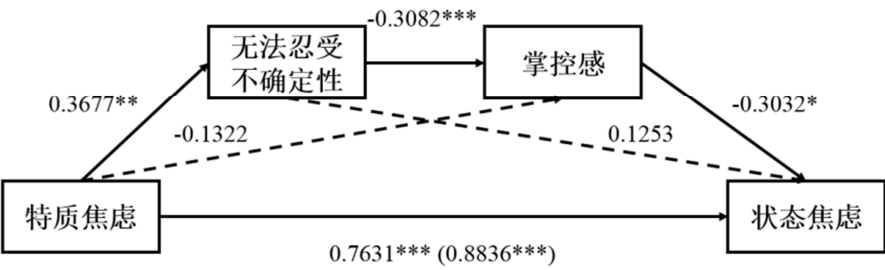 -0.3082***
无法忍受
不确定性
掌控感
0.3677**
-0.1322
0.1253
-0.3032*
特质焦虑
状态焦虑
0.7631*** (0.8836***)